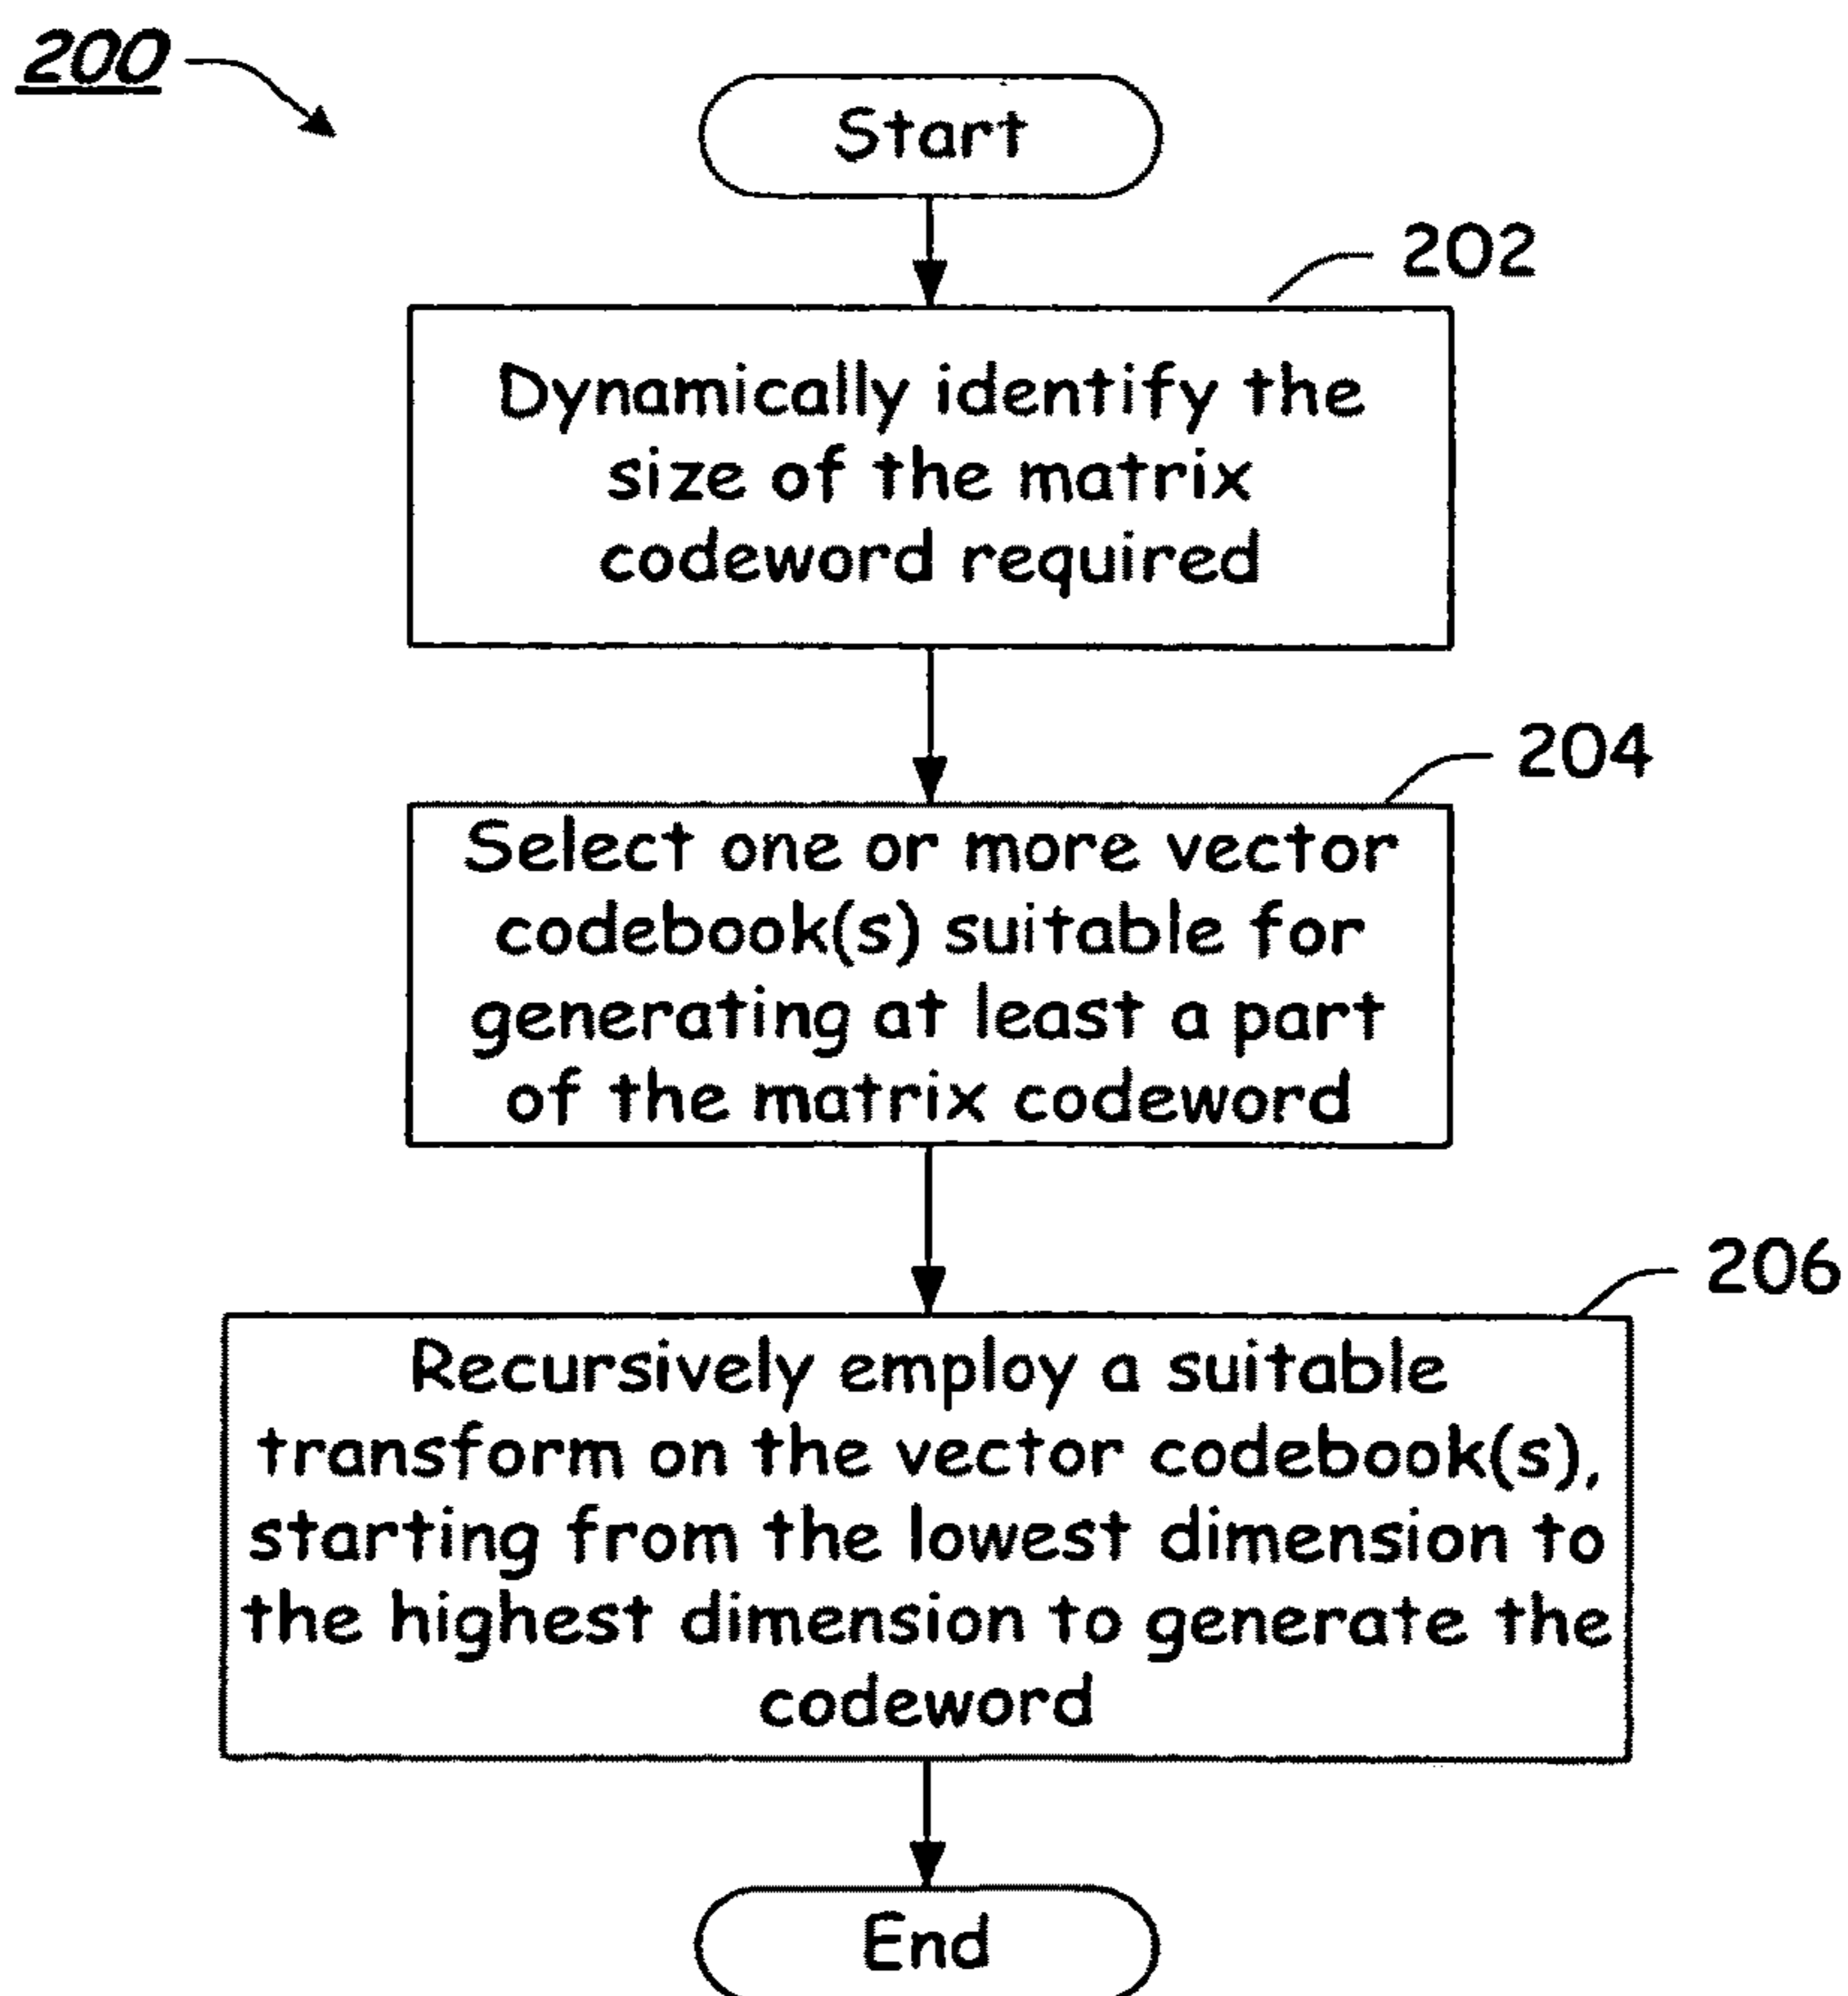 200
Start
202
Dynamically identify the
size of the matrix
codeword required
204
Select one or more vector
codebook(s) suitable for
generating at least a part
of the matrix codeword
206
Recursively employ a suitable
transform on the vector codebook(s),
starting from the lowest dimension to
the highest dimension to generate the
codeword
End